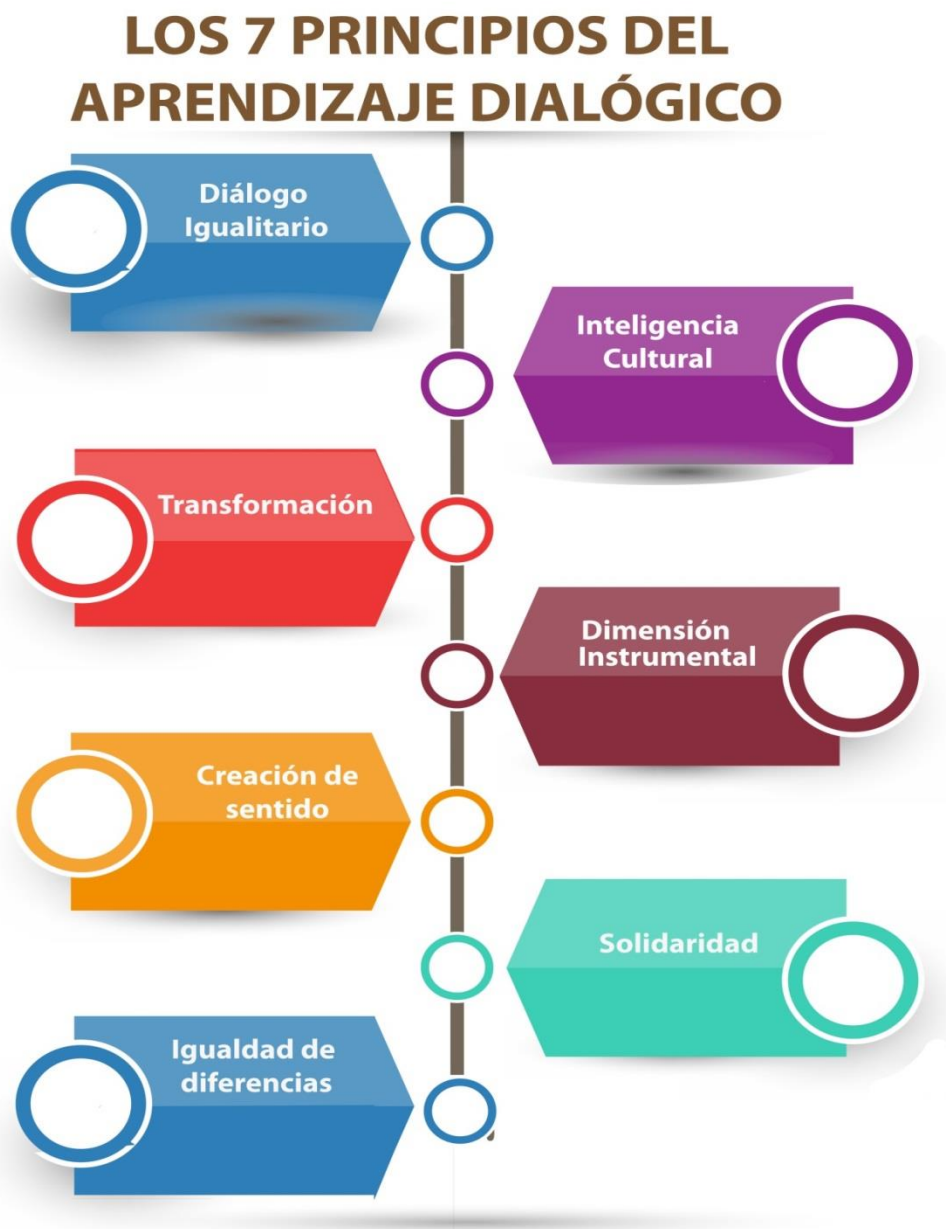 LOS 7 PRINCIPIOS DEL
APRENDIZAJE DIALÓGICO
Diálogo
Igualitario
Inteligencia
Cultural
Transformación
Dimensión
Instrumental
Creación de
sentido
Solidaridad
Igualdad de
diferencias